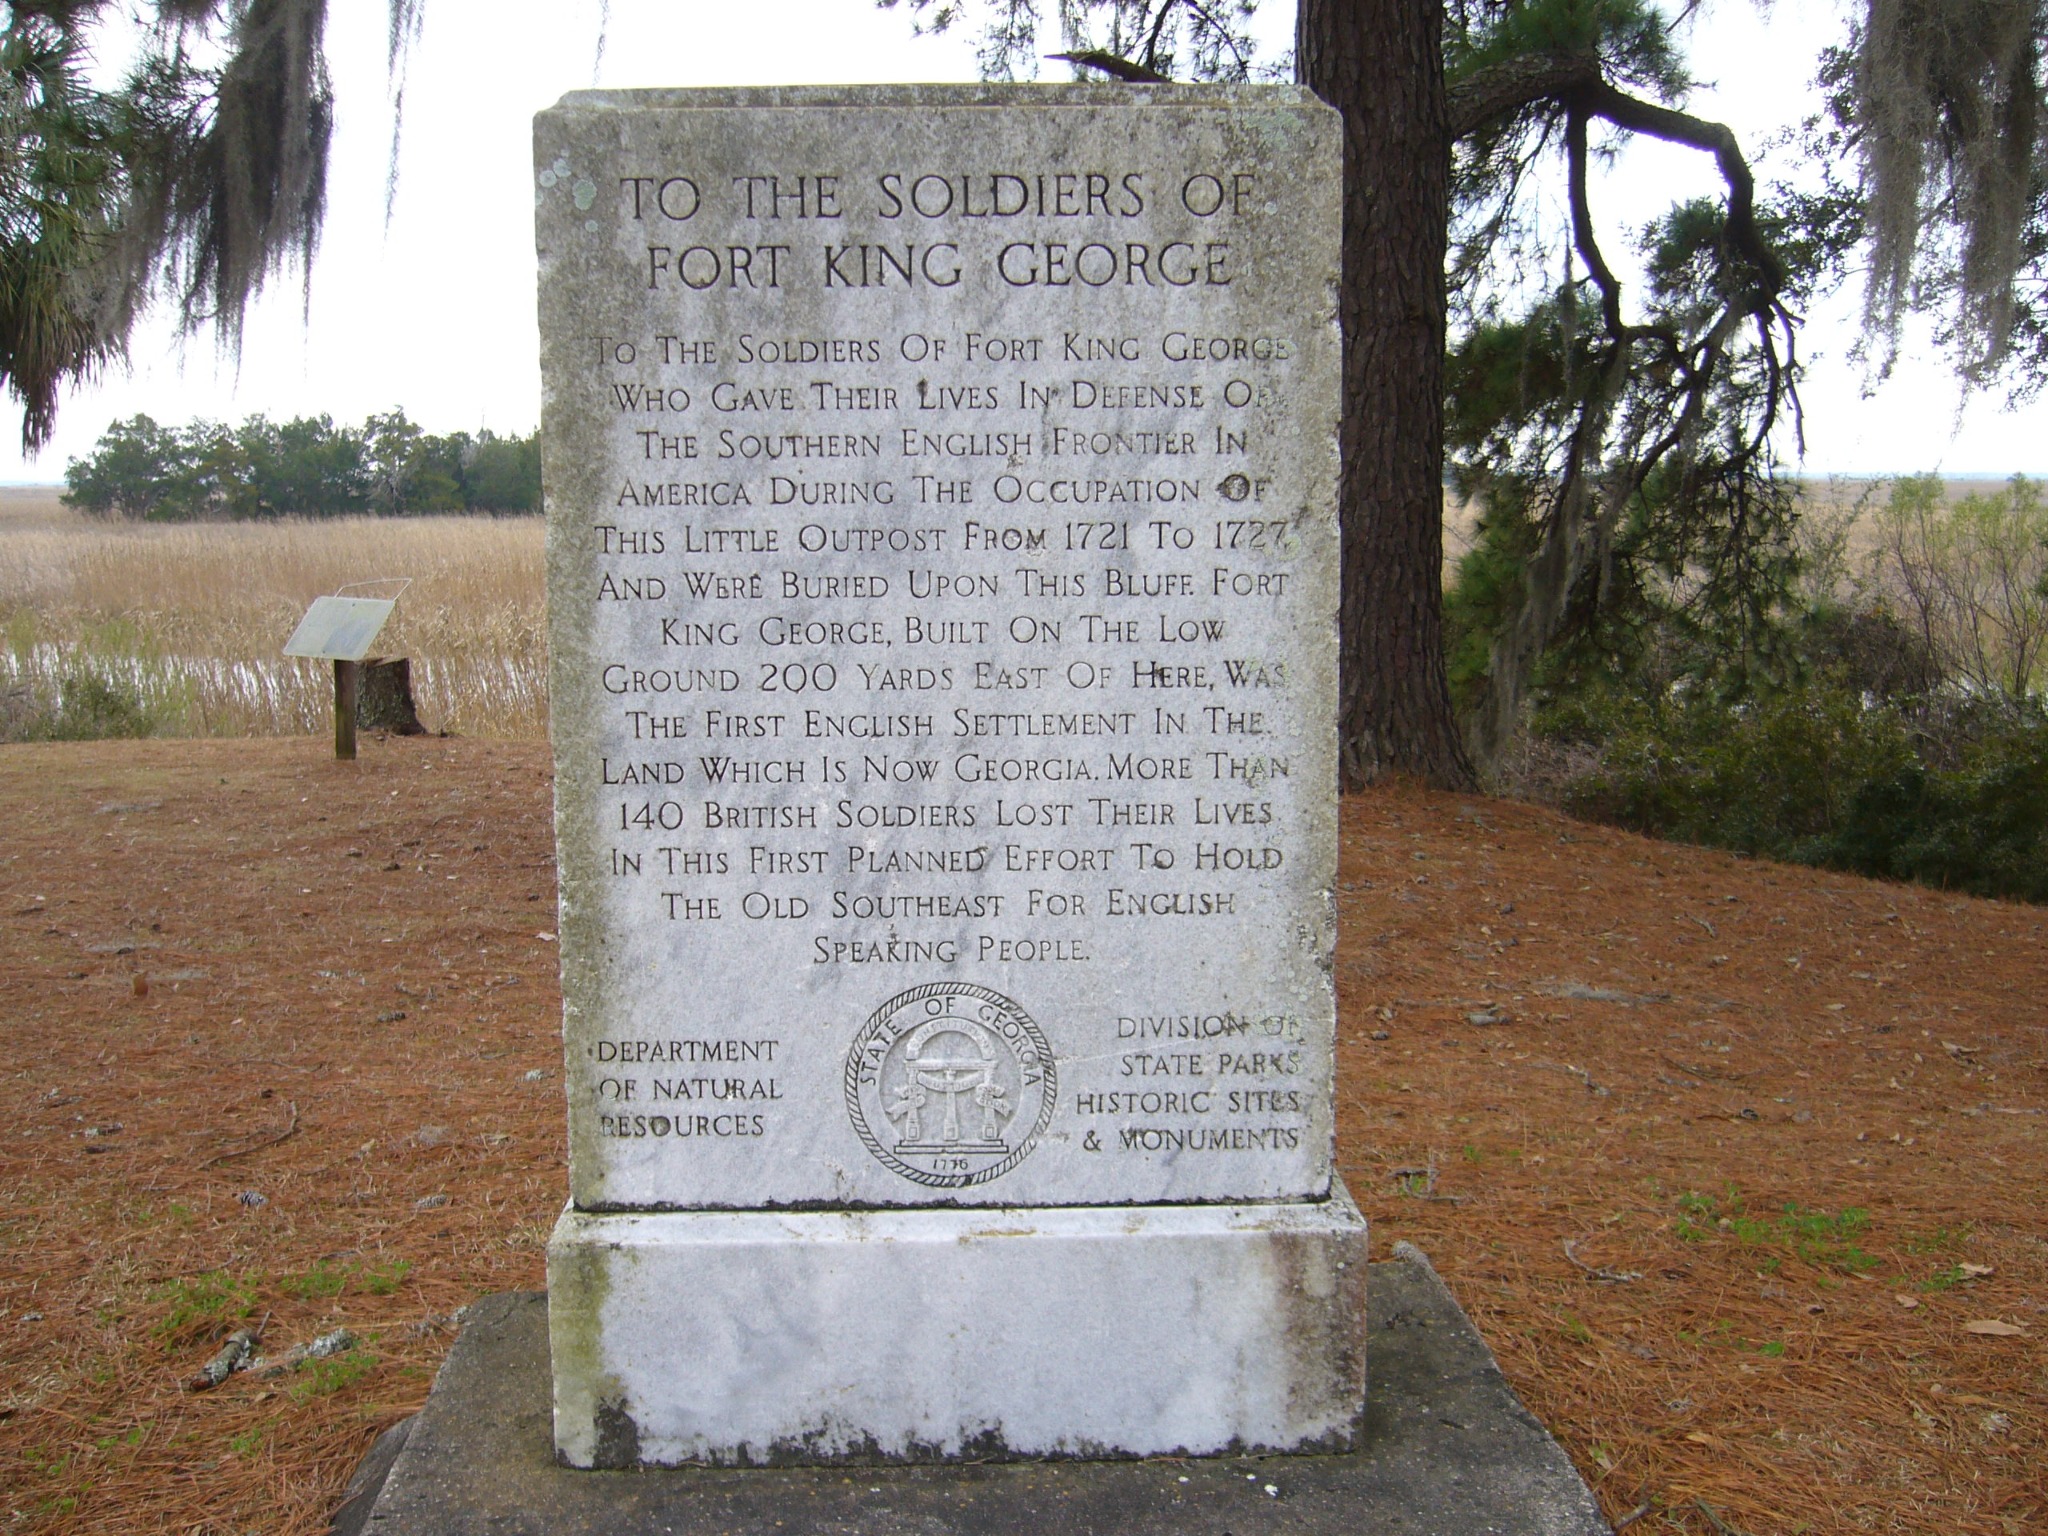 TO THE SOLDIERS OF
FORT KING GEORGE
TO THE SOLDIERS OF FORT KING GEORGE
WHO GAVE THEIR LIVES IN DEFENSE OF
THE SOUTHERN ENGLISH FRONTIER IN
AMERICA DURING THE OCCUPATION OF
THIS LITTLE OUTPOST FROM 1721 TO 1727,
AND WERE BURIED UPON THIS BLUFF. FORT
KING GEORGE, BUILT ON THE LOW
GROUND 200 YARDS EAST OF HERE, WAS
THE FIRST ENGLISH SETTLEMENT IN THE
LAND WHICH IS NOW GEORGIA. MORE THAN
140 BRITISH SOLDIERS LOST THEIR LIVES
IN THIS FIRST PLANNED EFFORT TO HOLD
THE OLD SOUTHEAST FOR ENGLISH
SPEAKING PEOPLE.
DEPARTMENT
OF NATURAL
RESOURCES
STATE OF GEORGIA
1776
DIVISION OF
STATE PARKS
HISTORIC SITES
& MONUMENTS